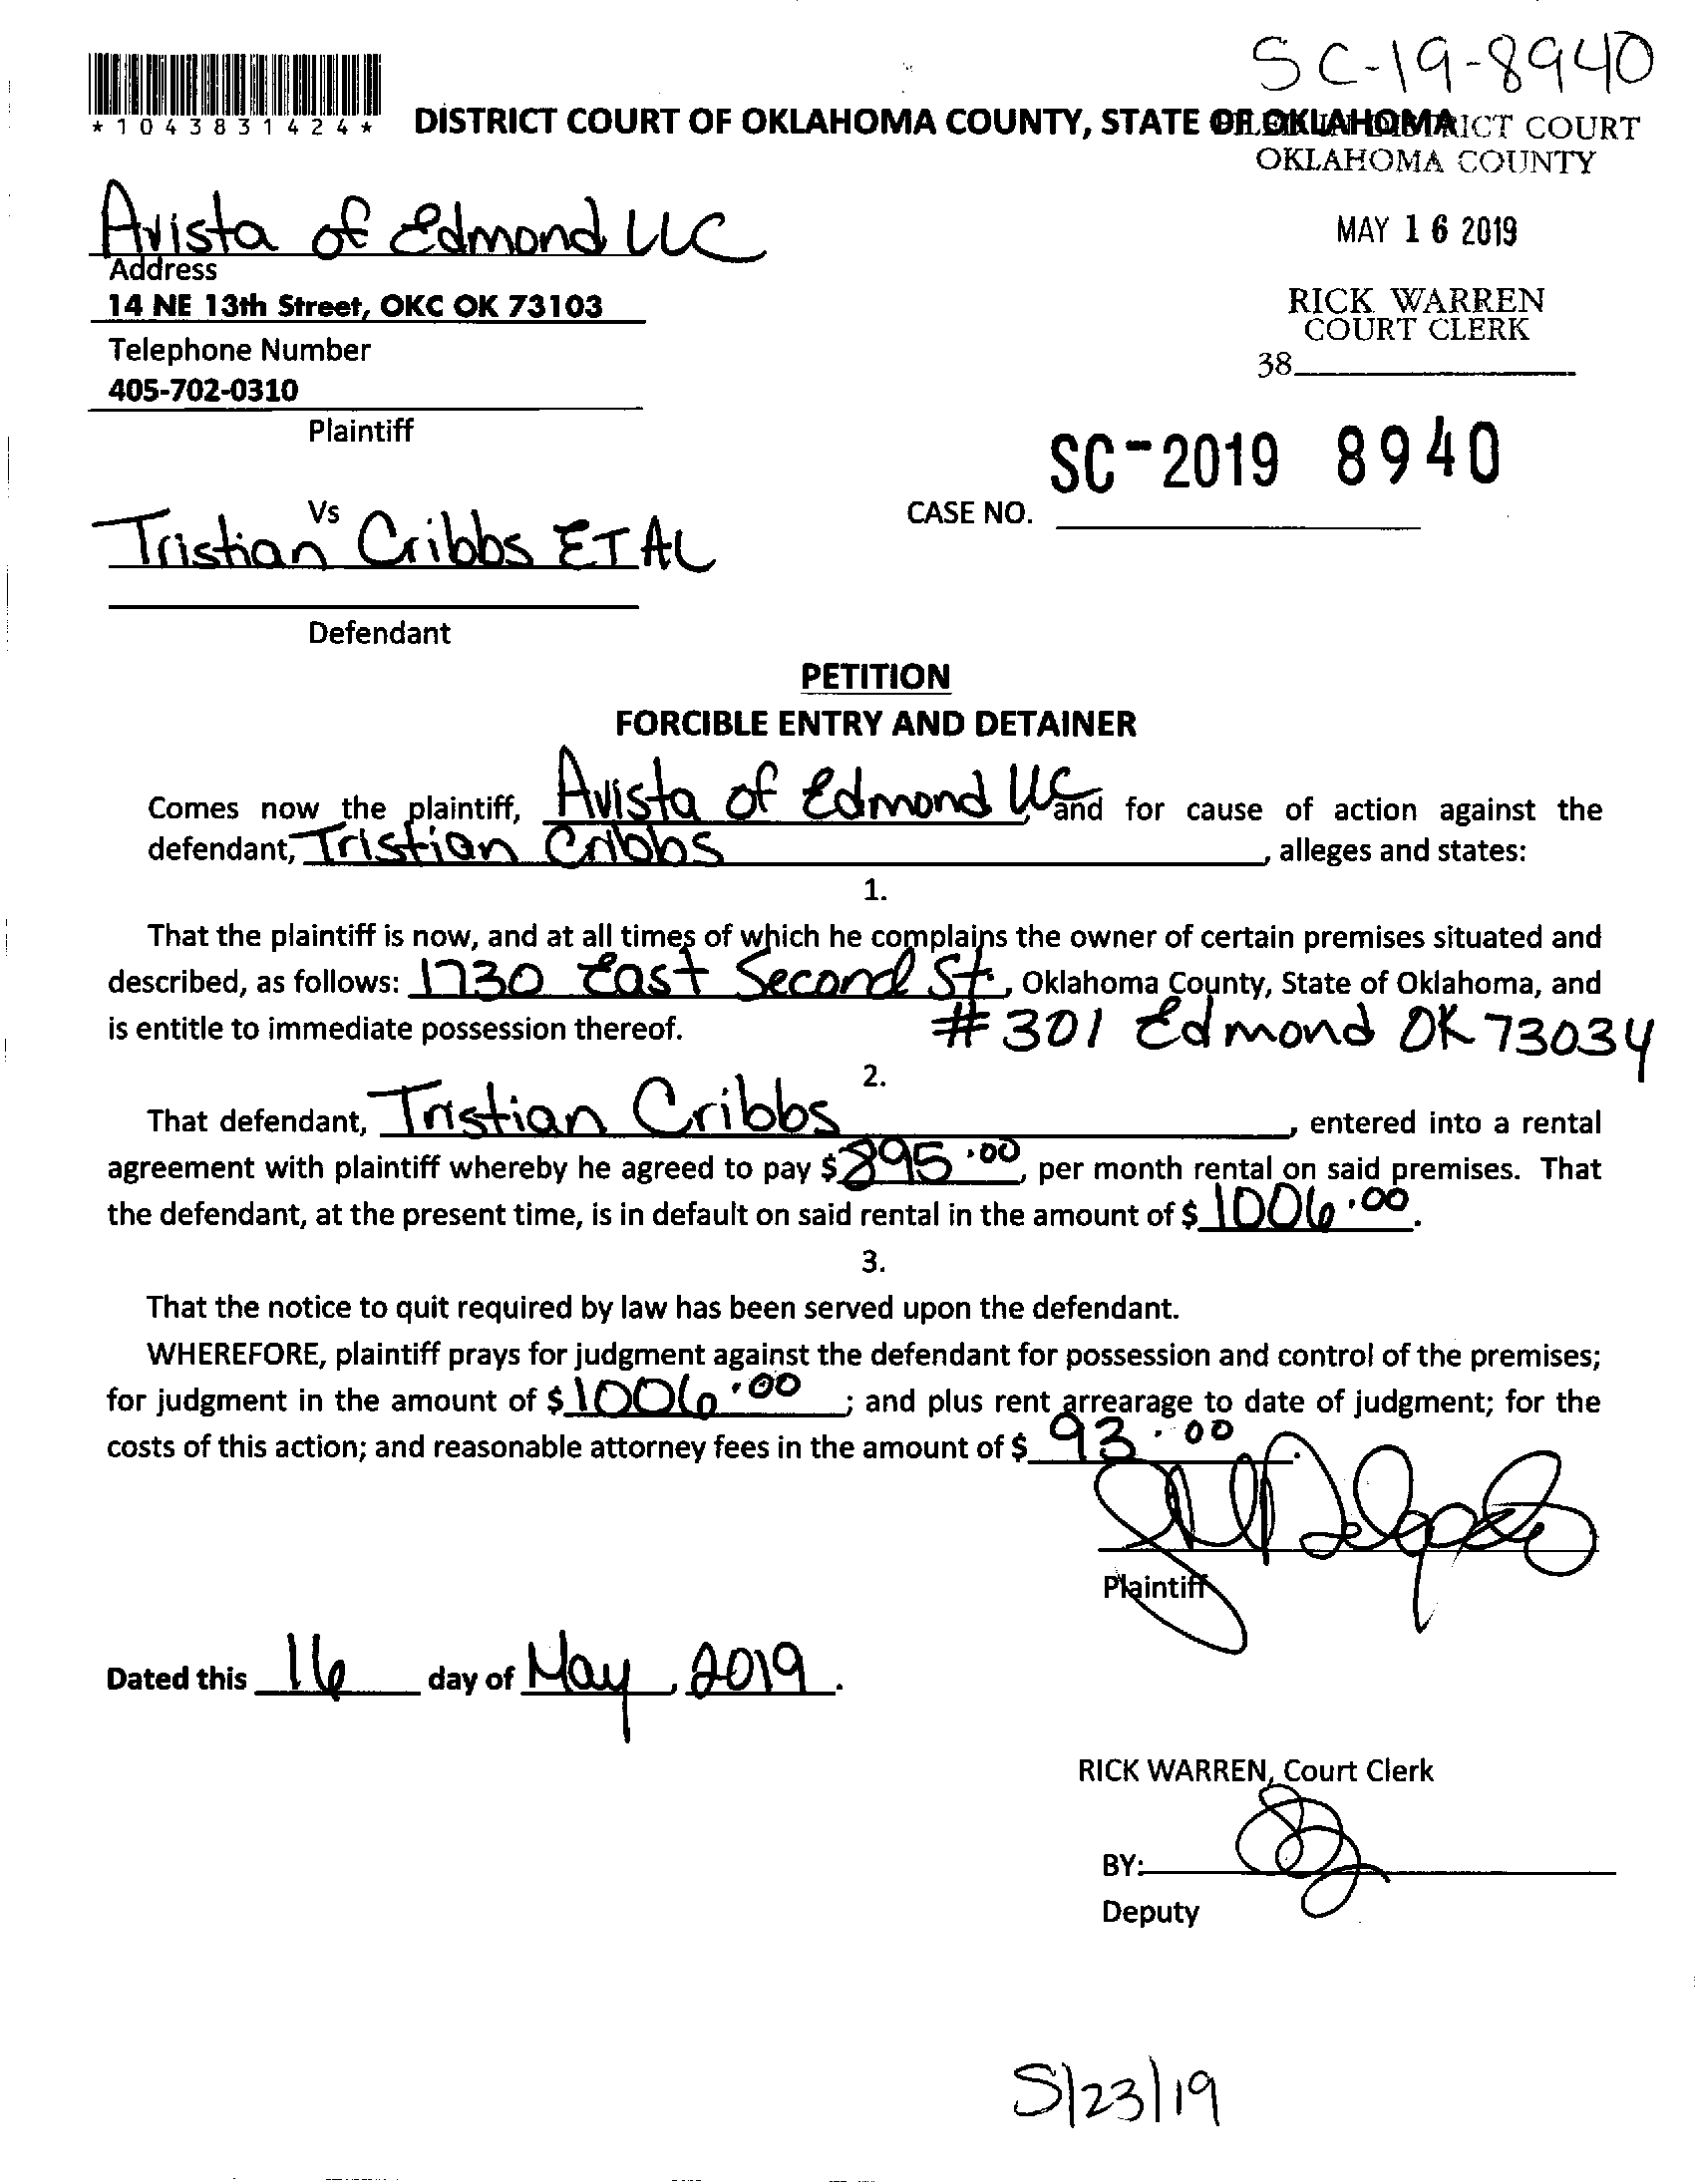 SC-19-8940
*1043831424*
DISTRICT COURT OF OKLAHOMA COUNTY, STATE OF OKLAHOMA
DISTRICT COURT
OKLAHOMA COUNTY
Avista of Edmond LLC
MAY 16 2019
Address
14 NE 13th Street, OKC OK 73103
RICK WARREN
COURT CLERK
Telephone Number
38
405-702-0310
Plaintiff
SC-2019 8940
Vs
CASE NO.
Tristian Cribbs ET AL
Defendant
PETITION
FORCIBLE ENTRY AND DETAINER
Comes now the plaintiff, Avista of Edmond LLC, and for cause of action against the
defendant, Tristian Cribbs, alleges and states:
1.
That the plaintiff is now, and at all times of which he complains the owner of certain premises situated and
described, as follows: 1730 East Second St., Oklahoma County, State of Oklahoma, and
is entitle to immediate possession thereof. #301 Edmond OK 73034
2.
That defendant, Tristian Cribbs, entered into a rental
agreement with plaintiff whereby he agreed to pay $895.00, per month rental on said premises. That
the defendant, at the present time, is in default on said rental in the amount of $1006.00.
3.
That the notice to quit required by law has been served upon the defendant.
WHEREFORE, plaintiff prays for judgment against the defendant for possession and control of the premises;
for judgment in the amount of $1006.00; and plus rent arrearage to date of judgment; for the
costs of this action; and reasonable attorney fees in the amount of $93.00.
Plaintiff
Dated this 16 day of May, 2019.
RICK WARREN, Court Clerk
BY:
Deputy
5/23/19